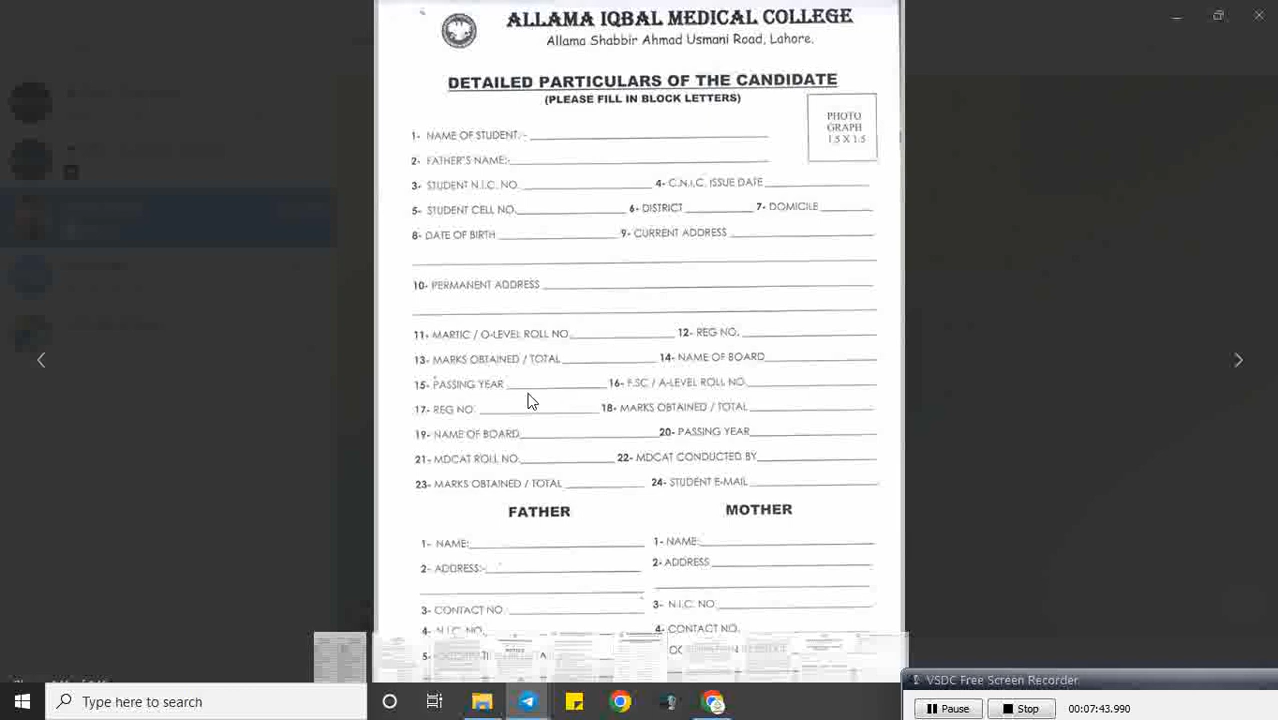 ALLAMA IQBAL MEDICAL COLLEGE
Allama Shabbir Ahmad Usmani Road, Lahore.
DETAILED PARTICULARS OF THE CANDIDATE
(PLEASE FILL IN BLOCK LETTERS)
PHOTO
GRAPH
1.5 X 1.5
1- NAME OF STUDENT:-
2- FATHER'S NAME:-
3- STUDENT N.I.C. NO. 4- C.N.I.C. ISSUE DATE
5- STUDENT CELL NO. 6- DISTRICT 7- DOMICILE
8- DATE OF BIRTH 9- CURRENT ADDRESS
10- PERMANENT ADDRESS
11- MARTIC / O-LEVEL ROLL NO. 12- REG NO.
13- MARKS OBTAINED / TOTAL 14- NAME OF BOARD
15- PASSING YEAR 16- F.SC / A-LEVEL ROLL NO.
17- REG NO. 18- MARKS OBTAINED / TOTAL
19- NAME OF BOARD 20- PASSING YEAR
21- MDCAT ROLL NO. 22- MDCAT CONDUCTED BY
23- MARKS OBTAINED / TOTAL 24- STUDENT E-MAIL
FATHER MOTHER
1- NAME: 1- NAME:
2- ADDRESS:- 2- ADDRESS
3- CONTACT NO. 3- N.I.C. NO.
4- N.I.C. NO. 4- CONTACT NO.
5-
NOTICE
Type here to search
VSDC Free Screen Recorder
Pause Stop 00:07:43.990